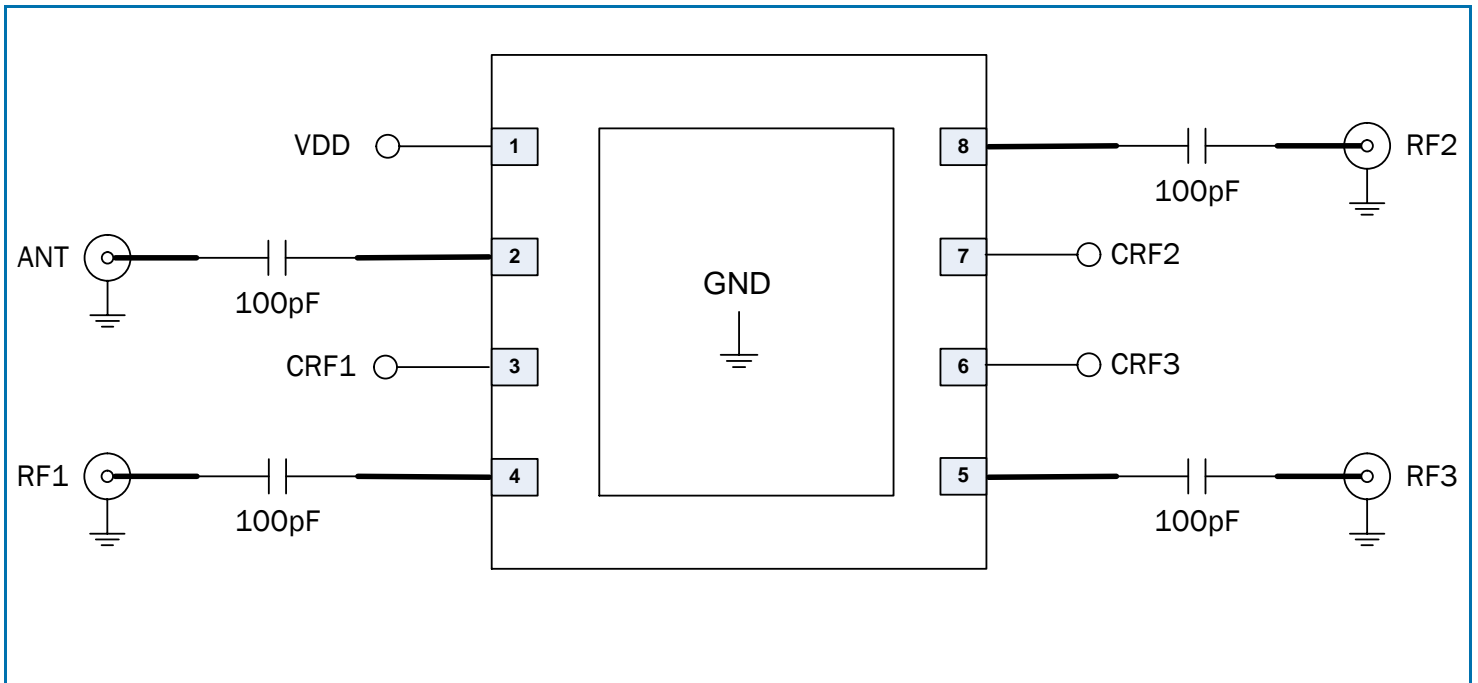 VDD
1
8
RF2
100pF
ANT
2
7
CRF2
100pF
GND
CRF1
3
6
CRF3
RF1
4
5
RF3
100pF
100pF